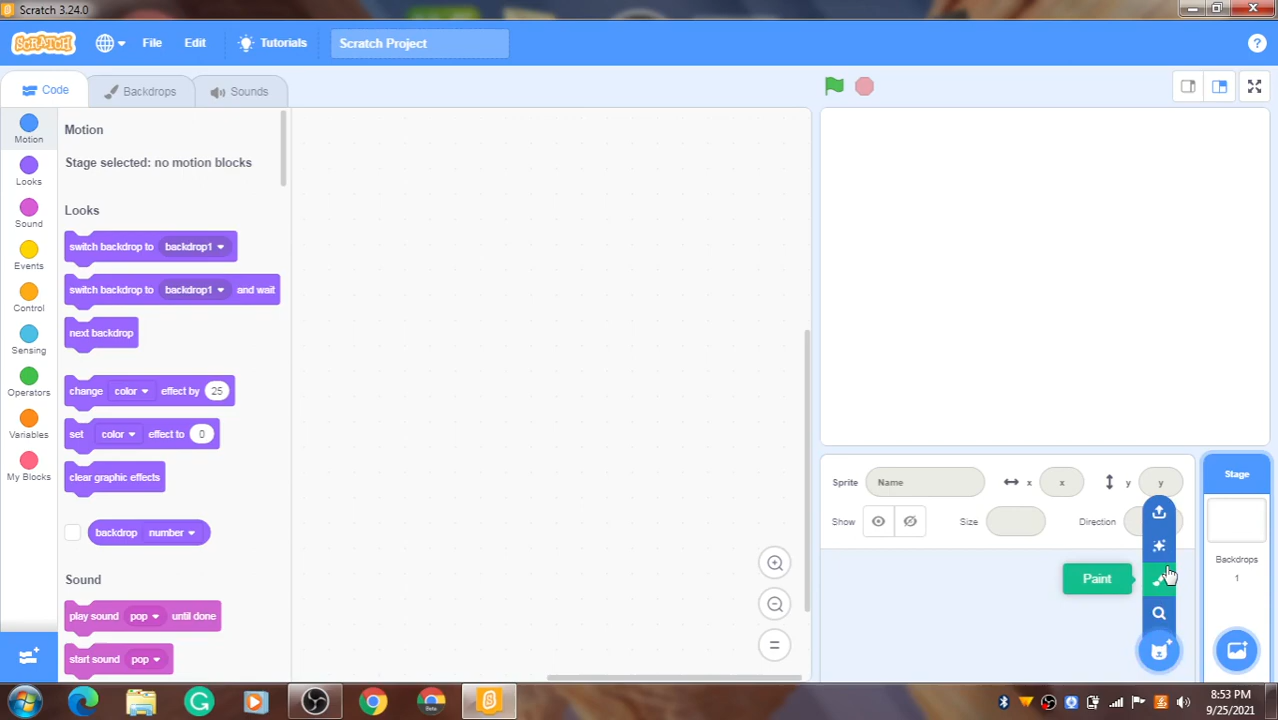 Scratch 3.24.0
SCRATCH File Edit Tutorials Scratch Project ?
Code Backdrops Sounds
Motion
Looks
Sound
Events
Control
Sensing
Operators
Variables
My Blocks
Motion
Stage selected: no motion blocks
Looks
switch backdrop to backdrop1
switch backdrop to backdrop1 and wait
next backdrop
change color effect by 25
set color effect to 0
clear graphic effects
backdrop number
Sound
play sound pop until done
start sound pop
Sprite Name x x y y
Show Size Direction
Paint
Stage
Backdrops
1
Beta
8:53 PM
9/25/2021